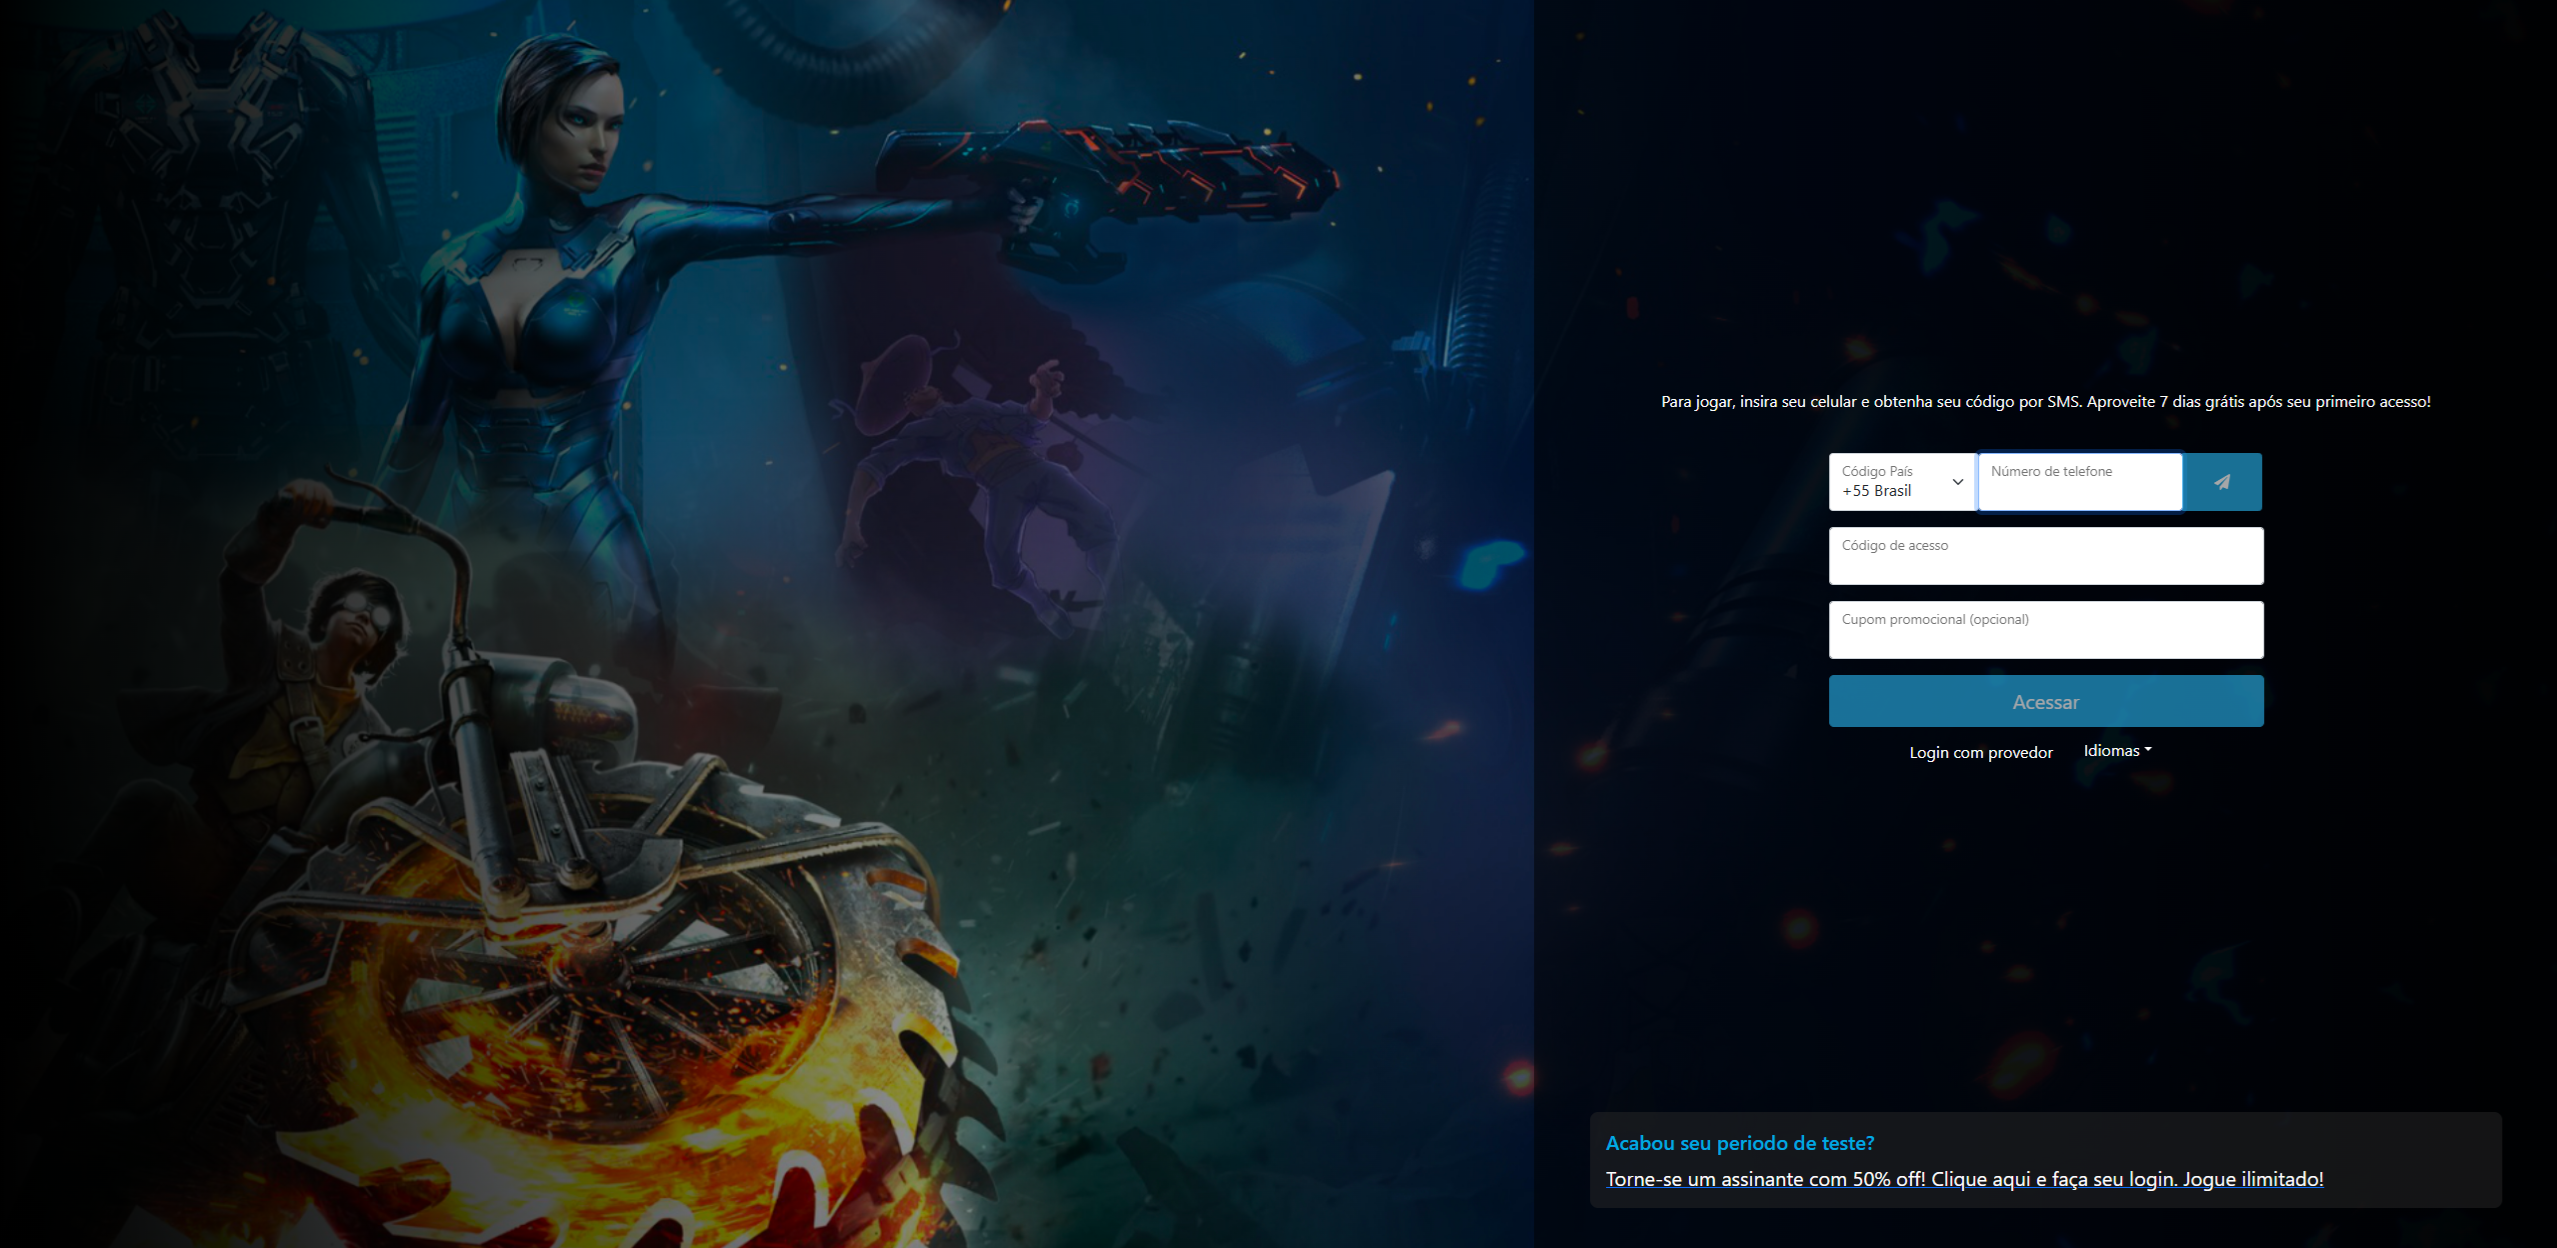 Para jogar, insira seu celular e obtenha seu código por SMS. Aproveite 7 dias grátis após seu primeiro acesso!
Código País
+55 Brasil
Número de telefone
Código de acesso
Cupom promocional (opcional)
Acessar
Login com provedor
Idiomas
Acabou seu periodo de teste?
Torne-se um assinante com 50% off! Clique aqui e faça seu login. Jogue ilimitado!